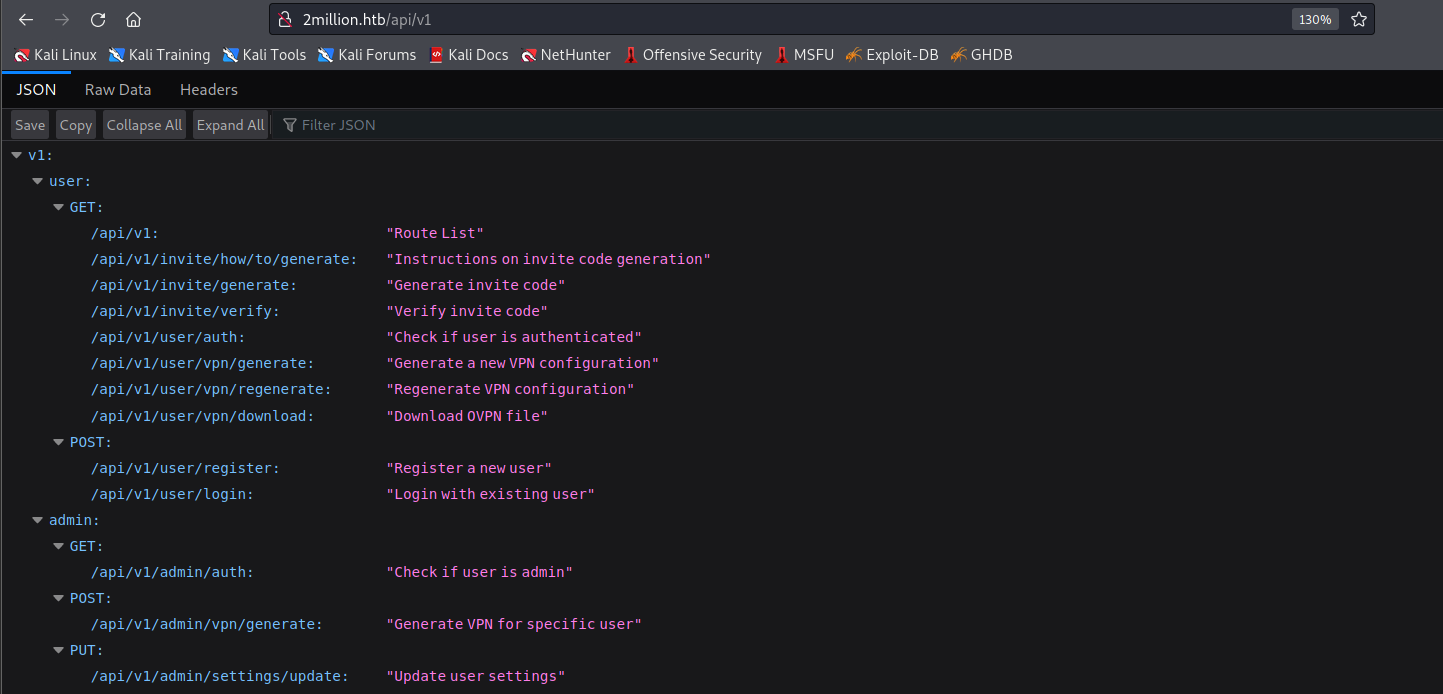 2million.htb/api/v1 130%
Kali Linux Kali Training Kali Tools Kali Forums Kali Docs NetHunter Offensive Security MSFU Exploit-DB GHDB
JSON Raw Data Headers
Save Copy Collapse All Expand All Filter JSON
v1:
user:
GET:
/api/v1: "Route List"
/api/v1/invite/how/to/generate: "Instructions on invite code generation"
/api/v1/invite/generate: "Generate invite code"
/api/v1/invite/verify: "Verify invite code"
/api/v1/user/auth: "Check if user is authenticated"
/api/v1/user/vpn/generate: "Generate a new VPN configuration"
/api/v1/user/vpn/regenerate: "Regenerate VPN configuration"
/api/v1/user/vpn/download: "Download OVPN file"
POST:
/api/v1/user/register: "Register a new user"
/api/v1/user/login: "Login with existing user"
admin:
GET:
/api/v1/admin/auth: "Check if user is admin"
POST:
/api/v1/admin/vpn/generate: "Generate VPN for specific user"
PUT:
/api/v1/admin/settings/update: "Update user settings"